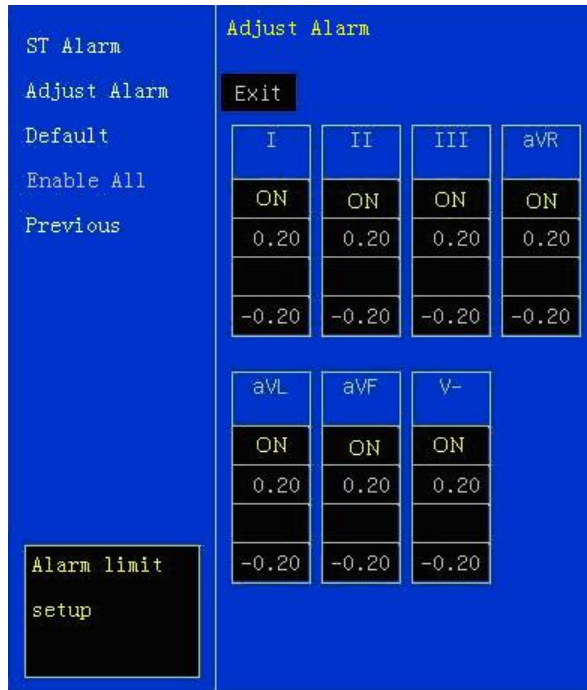 ST Alarm
Adjust Alarm
Default
Enable All
Previous
Alarm limit
setup
Adjust Alarm
Exit
I II III aVR
ON ON ON ON
0.20 0.20 0.20 0.20
-0.20 -0.20 -0.20 -0.20
aVL aVF V-
ON ON ON
0.20 0.20 0.20
-0.20 -0.20 -0.20